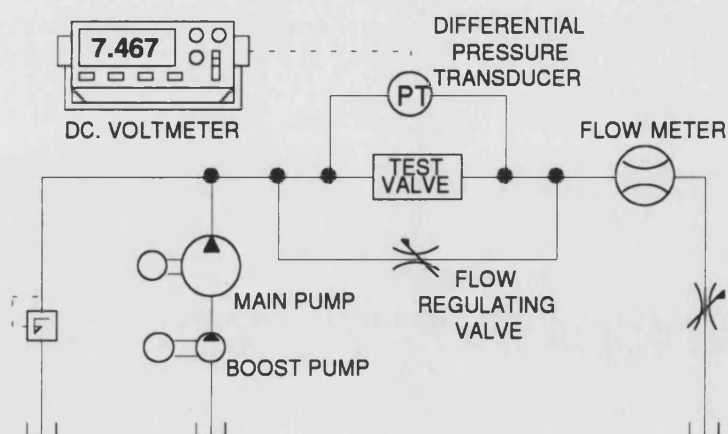 7.467
DC. VOLTMETER
DIFFERENTIAL
PRESSURE
TRANSDUCER
PT
TEST
VALVE
FLOW METER
FLOW
REGULATING
VALVE
MAIN PUMP
BOOST PUMP